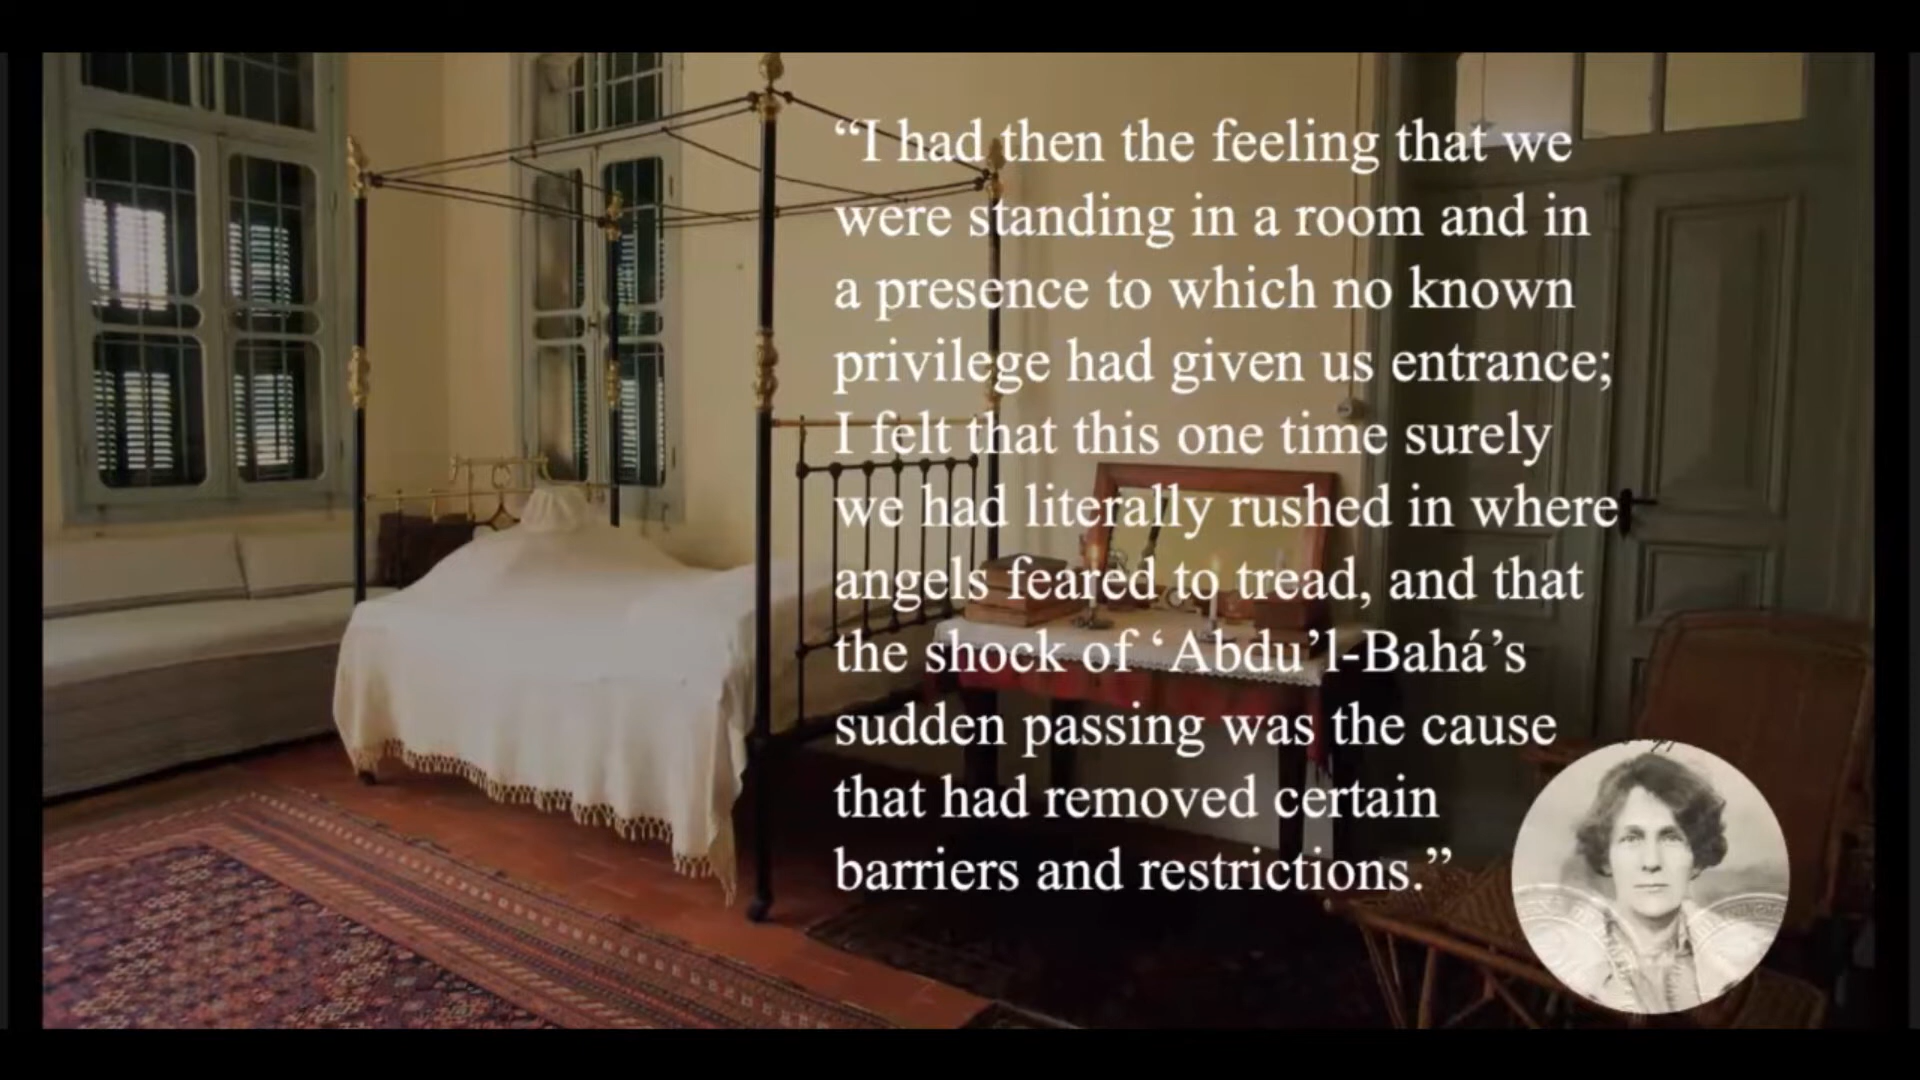 “I had then the feeling that we
were standing in a room and in
a presence to which no known
privilege had given us entrance;
I felt that this one time surely
we had literally rushed in where
angels feared to tread, and that
the shock of ‘Abdu’l-Bahá’s
sudden passing was the cause
that had removed certain
barriers and restrictions.”